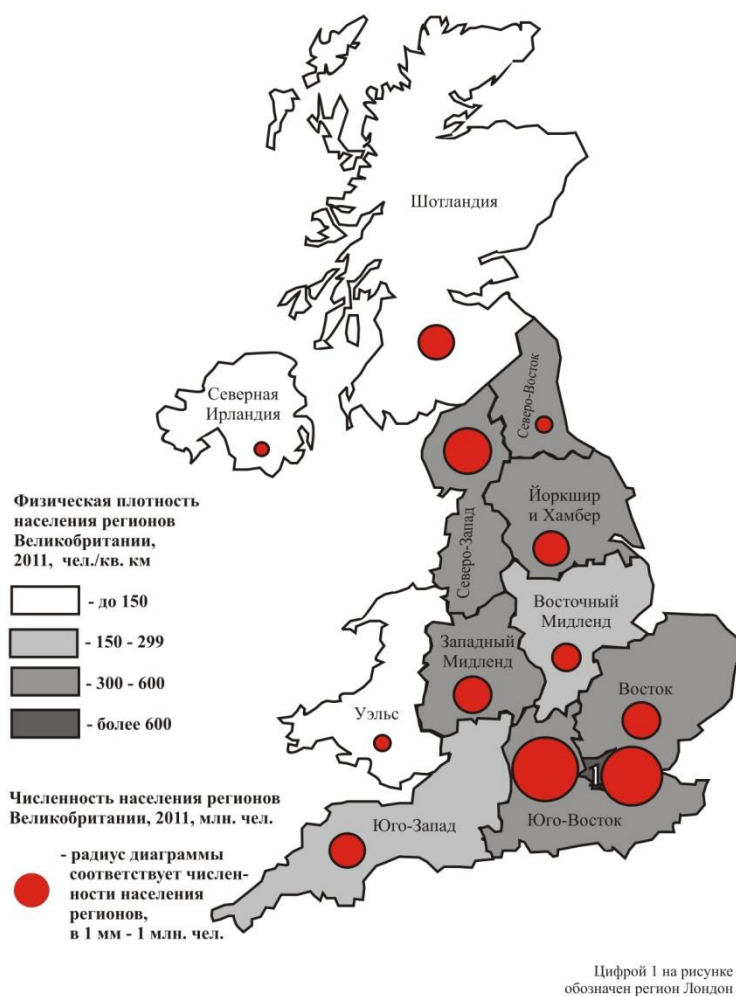 Шотландия
Северная
Ирландия
Северо-Восток
Йоркшир
и Хамбер
Северо-Запад
Восточный
Мидленд
Западный
Мидленд
Восток
Уэльс
1
Юго-Запад
Юго-Восток
Физическая плотность
населения регионов
Великобритании,
2011, чел./кв. км
- до 150
- 150 - 299
- 300 - 600
- более 600
Численность населения регионов
Великобритании, 2011, млн. чел.
- радиус диаграммы
соответствует числен-
ности населения
регионов,
в 1 мм - 1 млн. чел.
Цифрой 1 на рисунке
обозначен регион Лондон